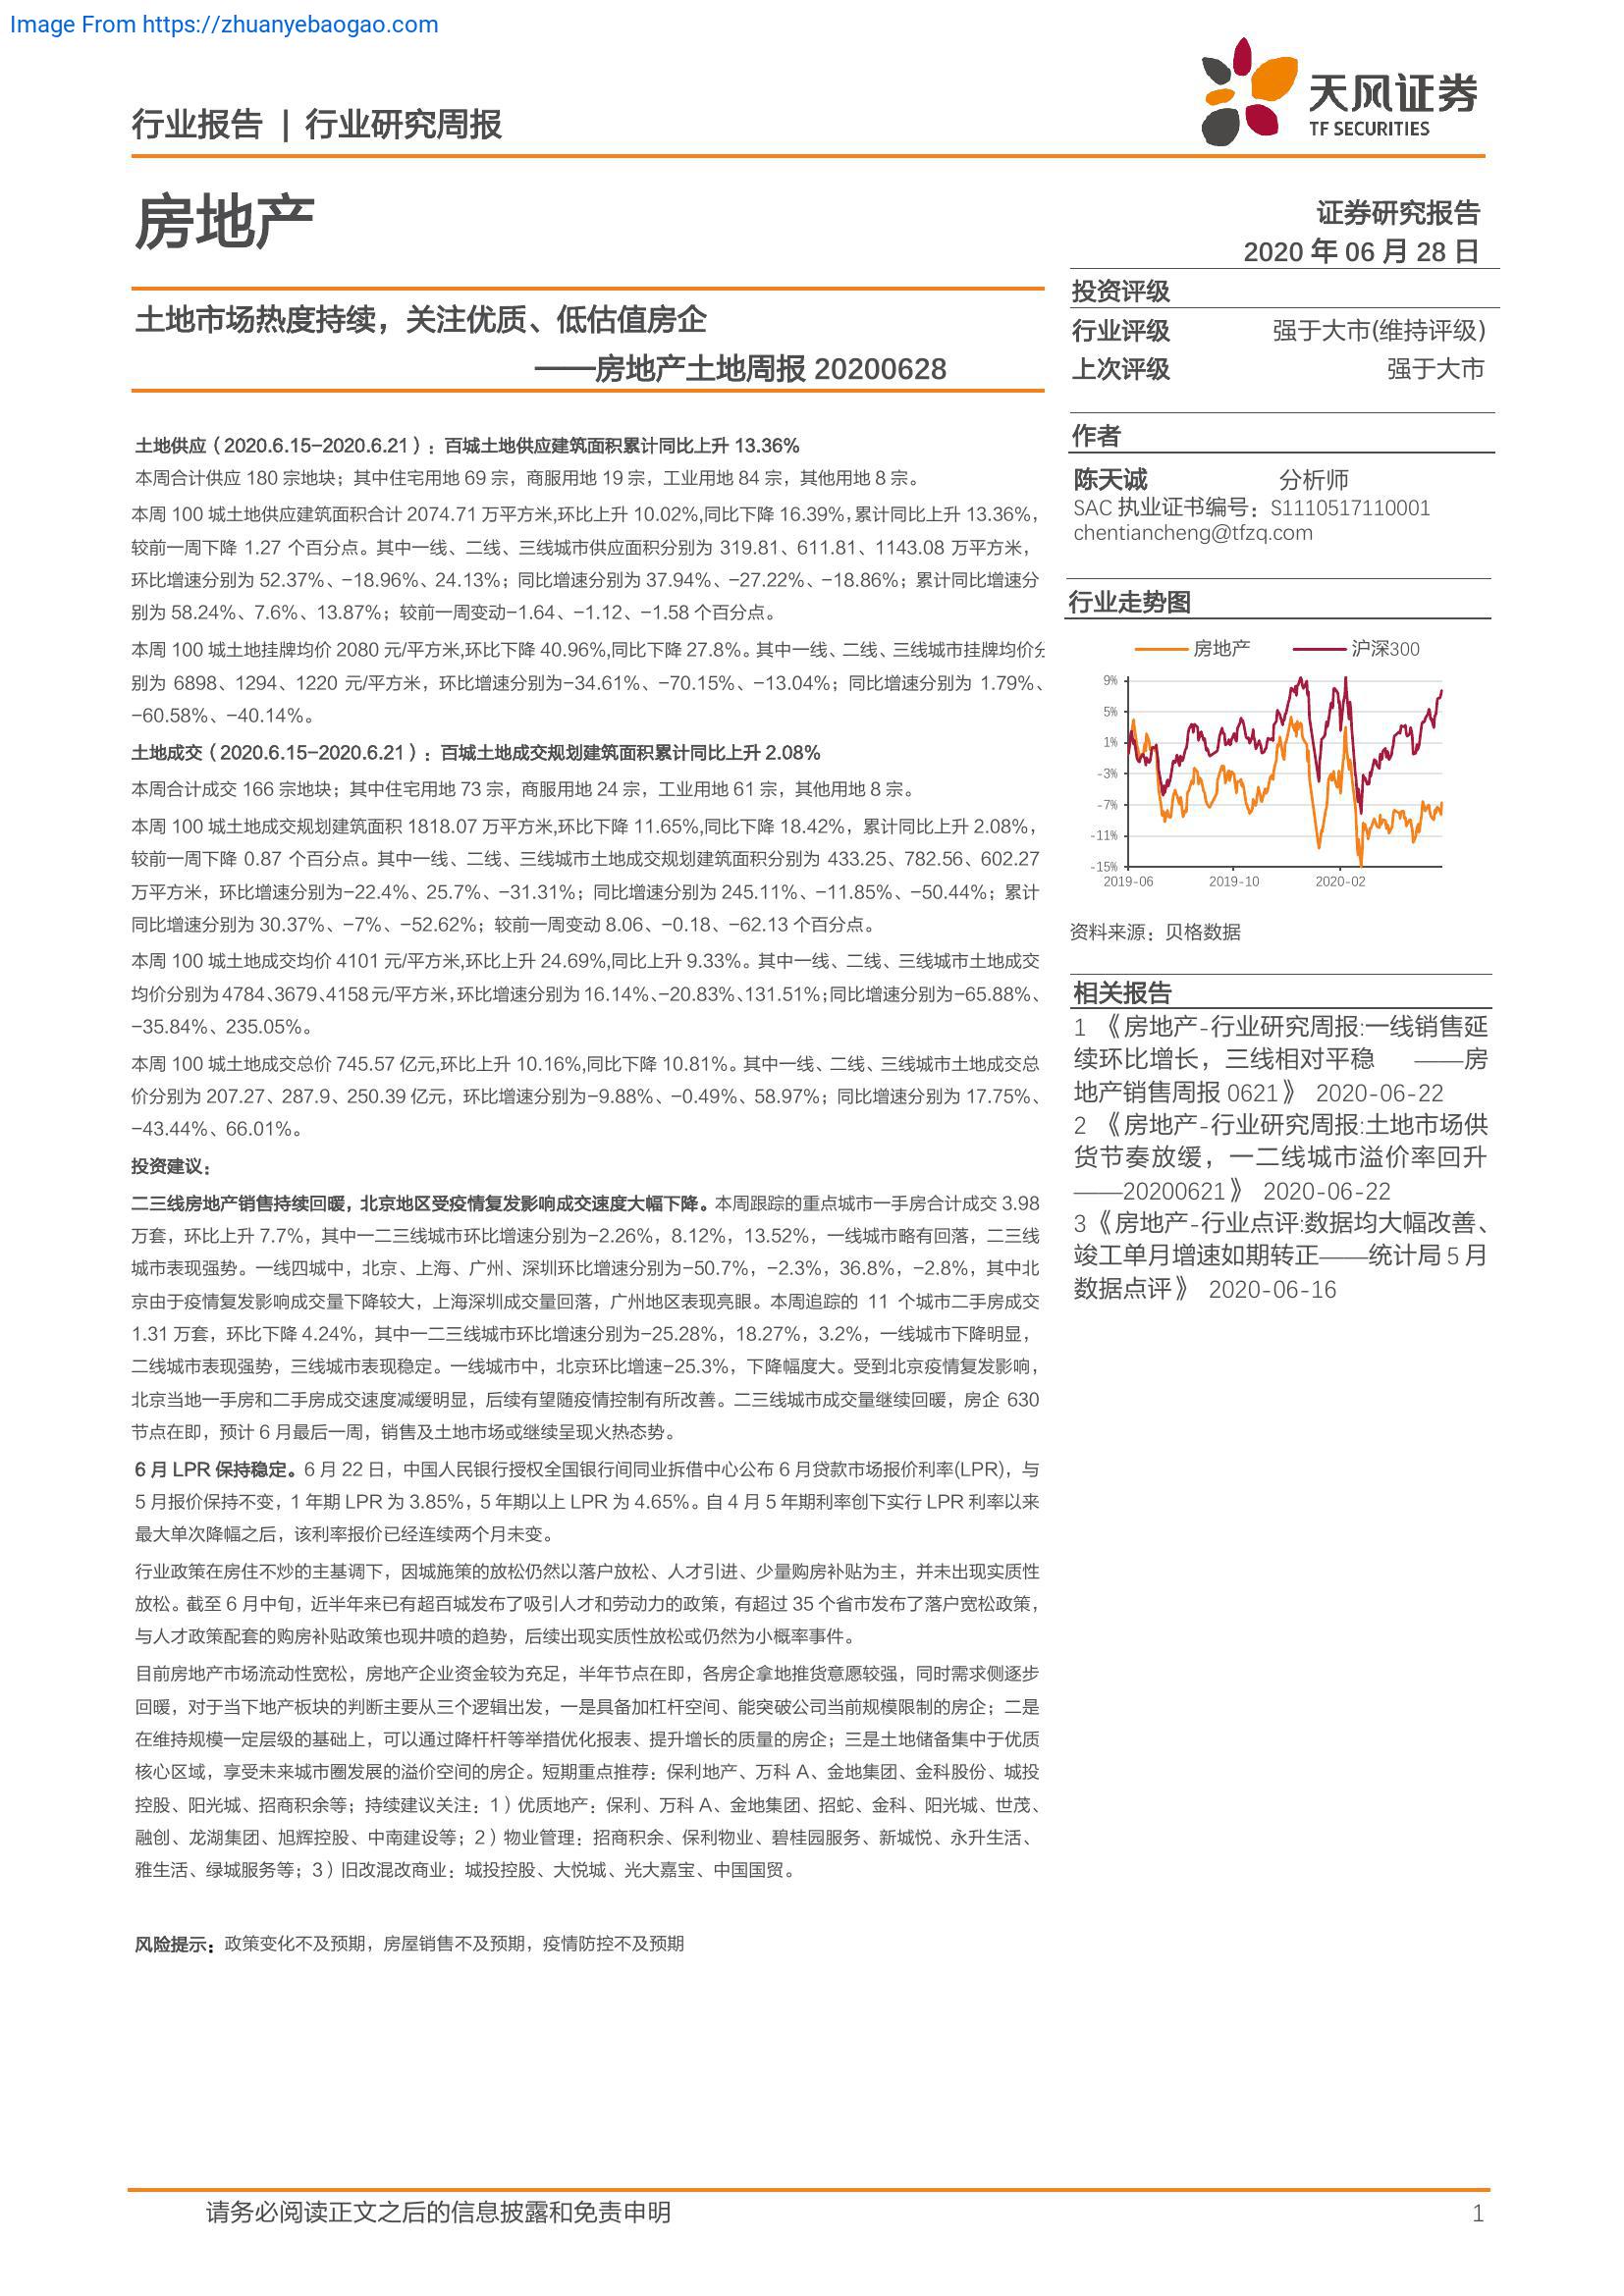 Image From https://zhuanyebaogao.com
行业报告 | 行业研究周报
天风证券
TF SECURITIES
房地产
证券研究报告
2020 年 06 月 28 日
土地市场热度持续，关注优质、低估值房企
——房地产土地周报 20200628
土地供应（2020.6.15-2020.6.21）：百城土地供应建筑面积累计同比上升 13.36%
本周合计供应 180 宗地块；其中住宅用地 69 宗，商服用地 19 宗，工业用地 84 宗，其他用地 8 宗。
本周 100 城土地供应建筑面积合计 2074.71 万平方米,环比上升 10.02%,同比下降 16.39%，累计同比上升 13.36%，
较前一周下降 1.27 个百分点。其中一线、二线、三线城市供应面积分别为 319.81、611.81、1143.08 万平方米，
环比增速分别为 52.37%、-18.96%、24.13%；同比增速分别为 37.94%、-27.22%、-18.86%；累计同比增速分
别为 58.24%、7.6%、13.87%；较前一周变动-1.64、-1.12、-1.58 个百分点。
本周 100 城土地挂牌均价 2080 元/平方米,环比下降 40.96%,同比下降 27.8%。其中一线、二线、三线城市挂牌均价分
别为 6898、1294、1220 元/平方米，环比增速分别为-34.61%、-70.15%、-13.04%；同比增速分别为 1.79%、
-60.58%、-40.14%。
土地成交（2020.6.15-2020.6.21）：百城土地成交规划建筑面积累计同比上升 2.08%
本周合计成交 166 宗地块；其中住宅用地 73 宗，商服用地 24 宗，工业用地 61 宗，其他用地 8 宗。
本周 100 城土地成交规划建筑面积 1818.07 万平方米,环比下降 11.65%,同比下降 18.42%，累计同比上升 2.08%，
较前一周下降 0.87 个百分点。其中一线、二线、三线城市土地成交规划建筑面积分别为 433.25、782.56、602.27
万平方米，环比增速分别为-22.4%、25.7%、-31.31%；同比增速分别为 245.11%、-11.85%、-50.44%；累计
同比增速分别为 30.37%、-7%、-52.62%；较前一周变动 8.06、-0.18、-62.13 个百分点。
本周 100 城土地成交均价 4101 元/平方米,环比上升 24.69%,同比上升 9.33%。其中一线、二线、三线城市土地成交
均价分别为 4784、3679、4158 元/平方米，环比增速分别为 16.14%、-20.83%、131.51%；同比增速分别为-65.88%、
-35.84%、235.05%。
本周 100 城土地成交总价 745.57 亿元,环比上升 10.16%,同比下降 10.81%。其中一线、二线、三线城市土地成交总
价分别为 207.27、287.9、250.39 亿元，环比增速分别为-9.88%、-0.49%、58.97%；同比增速分别为 17.75%、
-43.44%、66.01%。
投资建议：
二三线房地产销售持续回暖，北京地区受疫情复发影响成交速度大幅下降。本周跟踪的重点城市一手房合计成交 3.98
万套，环比上升 7.7%，其中一二三线城市环比增速分别为-2.26%，8.12%，13.52%，一线城市略有回落，二三线
城市表现强势。一线四城中，北京、上海、广州、深圳环比增速分别为-50.7%，-2.3%，36.8%，-2.8%，其中北
京由于疫情复发影响成交量下降较大，上海深圳成交量回落，广州地区表现亮眼。本周追踪的 11 个城市二手房成交
1.31 万套，环比下降 4.24%，其中一二三线城市环比增速分别为-25.28%，18.27%，3.2%，一线城市下降明显，
二线城市表现强势，三线城市表现稳定。一线城市中，北京环比增速-25.3%，下降幅度大。受到北京疫情复发影响，
北京当地一手房和二手房成交速度减缓明显，后续有望随疫情控制有所改善。二三线城市成交量继续回暖，房企 630
节点在即，预计 6 月最后一周，销售及土地市场或继续呈现火热态势。
6 月 LPR 保持稳定。6 月 22 日，中国人民银行授权全国银行间同业拆借中心公布 6 月贷款市场报价利率(LPR)，与
5 月报价保持不变，1 年期 LPR 为 3.85%，5 年期以上 LPR 为 4.65%。自 4 月 5 年期利率创下实行 LPR 利率以来
最大单次降幅之后，该利率报价已经连续两个月未变。
行业政策在房住不炒的主基调下，因城施策的放松仍然以落户放松、人才引进、少量购房补贴为主，并未出现实质性
放松。截至 6 月中旬，近半年来已有超百城发布了吸引人才和劳动力的政策，有超过 35 个省市发布了落户宽松政策，
与人才政策配套的购房补贴政策也现井喷的趋势，后续出现实质性放松或仍然为小概率事件。
目前房地产市场流动性宽松，房地产企业资金较为充足，半年节点在即，各房企拿地推货意愿较强，同时需求侧逐步
回暖，对于当下地产板块的判断主要从三个逻辑出发，一是具备加杠杆空间、能突破公司当前规模限制的房企；二是
在维持规模一定层级的基础上，可以通过降杆杆等举措优化报表、提升增长的质量的房企；三是土地储备集中于优质
核心区域，享受未来城市圈发展的溢价空间的房企。短期重点推荐：保利地产、万科 A、金地集团、金科股份、城投
控股、阳光城、招商积余等；持续建议关注：1）优质地产：保利、万科 A、金地集团、招蛇、金科、阳光城、世茂、
融创、龙湖集团、旭辉控股、中南建设等；2）物业管理：招商积余、保利物业、碧桂园服务、新城悦、永升生活、
雅生活、绿城服务等；3）旧改混改商业：城投控股、大悦城、光大嘉宝、中国国贸。
风险提示：政策变化不及预期，房屋销售不及预期，疫情防控不及预期
投资评级
行业评级 强于大市(维持评级)
上次评级 强于大市
作者
陈天诚 分析师
SAC 执业证书编号：S1110517110001
chentiancheng@tfzq.com
行业走势图
房地产 沪深300
9%
5%
1%
-3%
-7%
-11%
-15%
2019-06 2019-10 2020-02
资料来源：贝格数据
相关报告
1 《房地产-行业研究周报:一线销售延
续环比增长，三线相对平稳 ——房
地产销售周报 0621》 2020-06-22
2 《房地产-行业研究周报:土地市场供
货节奏放缓，一二线城市溢价率回升
——20200621》 2020-06-22
3《房地产-行业点评:数据均大幅改善、
竣工单月增速如期转正——统计局 5 月
数据点评》 2020-06-16
请务必阅读正文之后的信息披露和免责申明
1